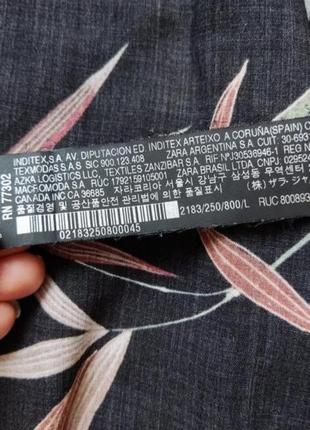 INDITEX,S.A. AV. DIPUTACION ED. INDITEX ARTEIXO A CORUÑA(SPAIN)
TEXMODAS S.A.S SIC 900.123.408 ZARA ARGENTINA S.A. CUIT: 30-693
AZKA LOGISTICS LLC, TEXTILES ZANZIBAR S.A. RIF NºJ30536946-1 REG N
MACROMODA S.A. RUC 1792159105001 ZARA BRASIL LTDA CNPJ: 029524
CANADA INC.CA 36685 자라코리아 서울시 강남구 삼성동 무역센터
품질경영 및 공산품안전 관리법에 의한 품질표시 (株) ザラ・ジャ
RN 77302
2183/250/800/L RUC 800893
02183250800045